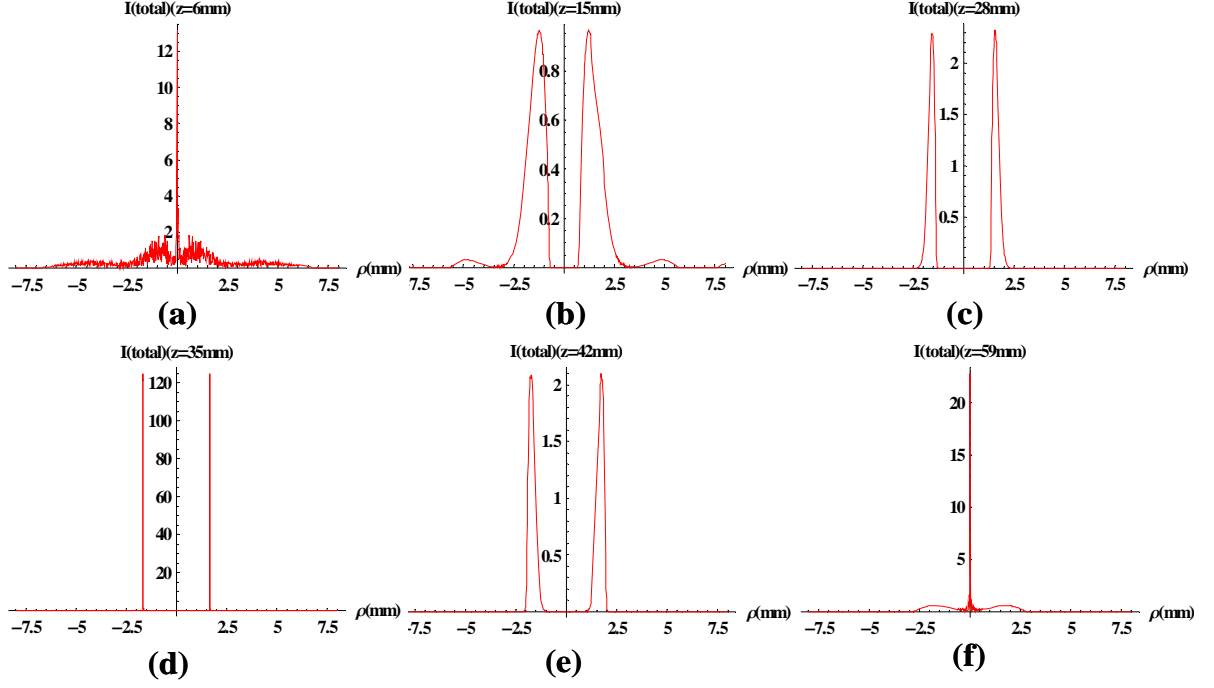 I(total)(z=6mm)
12
10
8
6
4
2
−7.5 −5 −2.5 2.5 5 7.5 ρ(mm)
(a)
I(total)(z=15mm)
0.8
0.6
0.4
0.2
−7.5 −5 −2.5 2.5 5 7.5 ρ(mm)
(b)
I(total)(z=28mm)
2
1.5
1
0.5
−7.5 −5 −2.5 2.5 5 7.5 ρ(mm)
(c)
I(total)(z=35mm)
120
100
80
60
40
20
−7.5 −5 −2.5 2.5 5 7.5 ρ(mm)
(d)
I(total)(z=42mm)
2
1.5
1
0.5
−7.5 −5 −2.5 2.5 5 7.5 ρ(mm)
(e)
I(total)(z=59mm)
20
15
10
5
−7.5 −5 −2.5 2.5 5 7.5 ρ(mm)
(f)